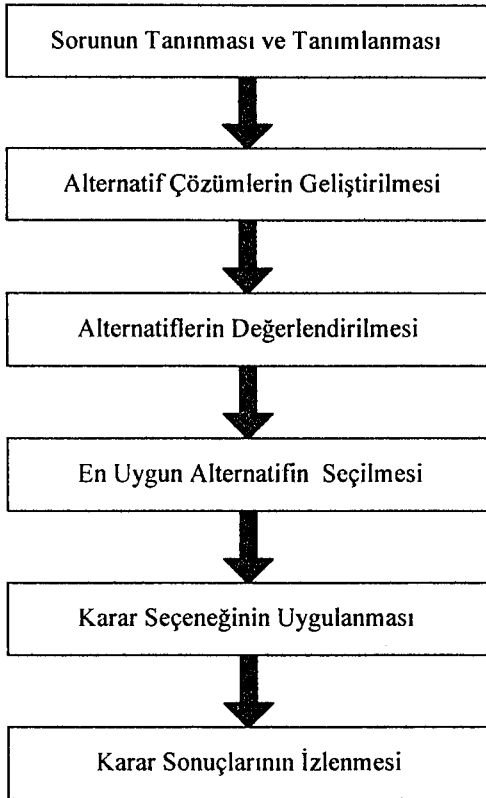 Sorunun Tanınması ve Tanımlanması
Alternatif Çözümlerin Geliştirilmesi
Alternatiflerin Değerlendirilmesi
En Uygun Alternatifin Seçilmesi
Karar Seçeneğinin Uygulanması
Karar Sonuçlarının İzlenmesi